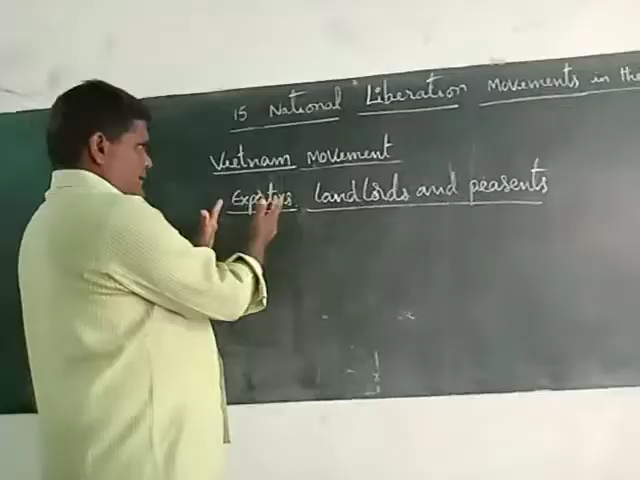 15 National Liberation Movements in the
Vietnam Movement
Exporters landlords and peasents